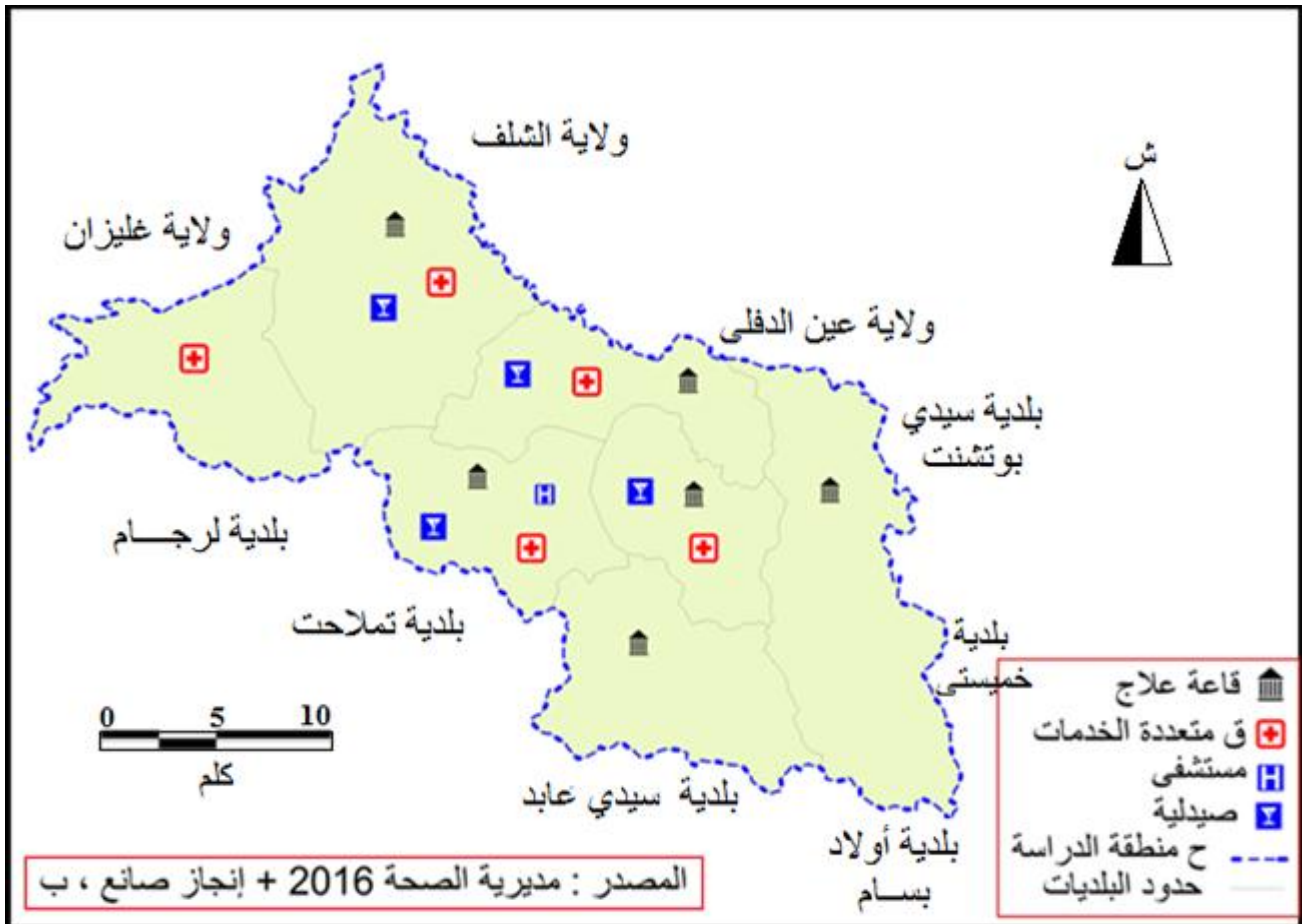 ولاية الشلف
ش
ولاية غليزان
ولاية عين الدفلى
بلدية سيدي
بوتشنت
بلدية لرجـــام
بلدية تملاحت
بلدية
خميستى
0 5 10
كلم
بلدية سيدي عابد
بلدية أولاد
بســام
قاعة علاج
ق متعددة الخدمات
مستشفى
صيدلية
ح منطقة الدراسة
حدود البلديات
المصدر : مديرية الصحة 2016 + إنجاز صانع ، ب